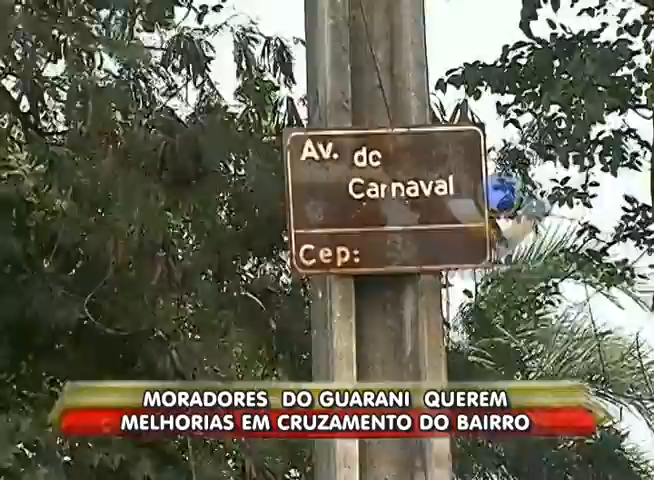 Av. do
Carnaval
Cep:
MORADORES DO GUARANI QUEREM
MELHORIAS EM CRUZAMENTO DO BAIRRO